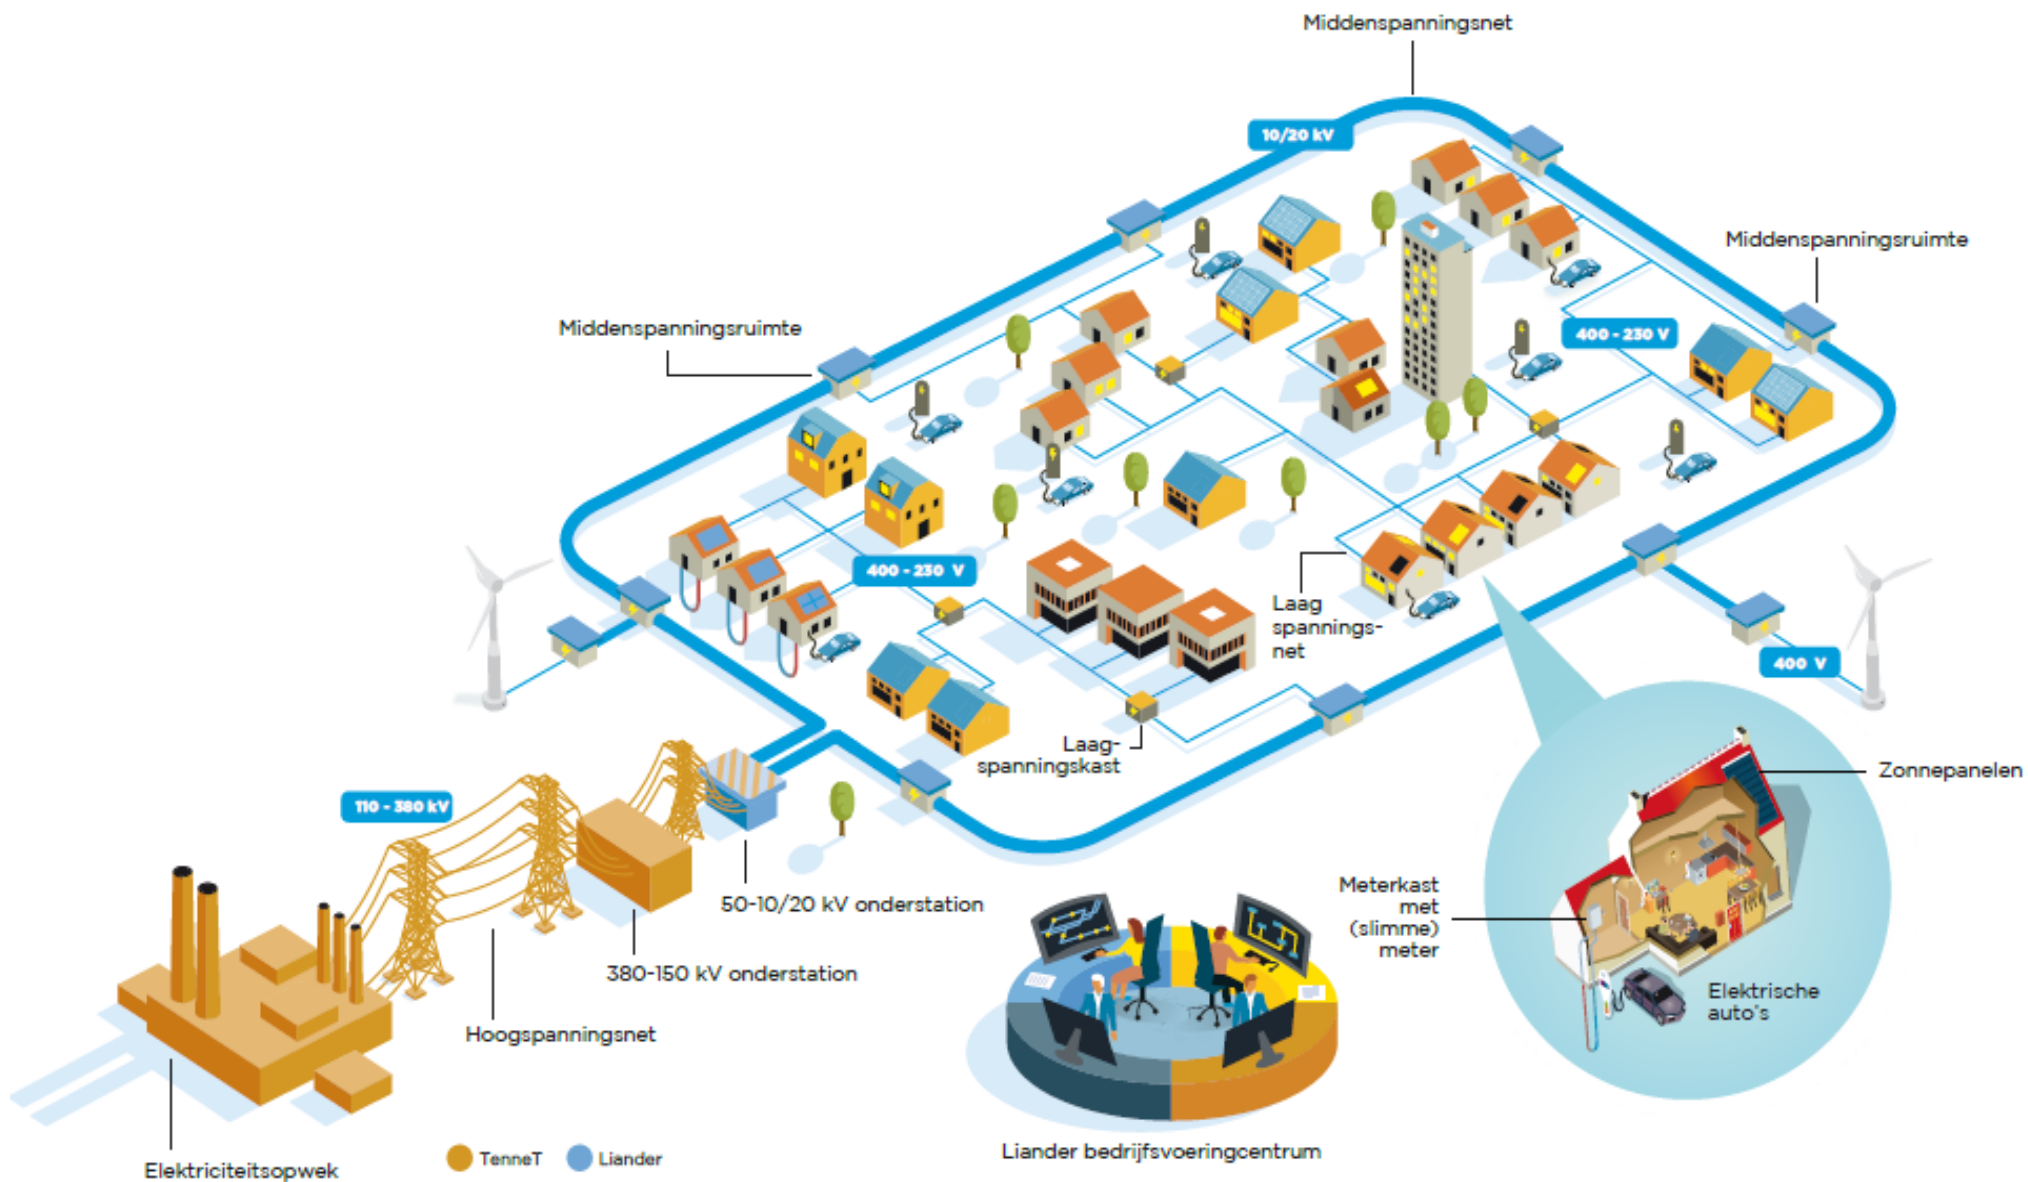 Middenspanningsnet
10/20 kV
Middenspanningsruimte
Middenspanningsruimte
400 - 230 V
400 - 230 V
Laag
spannings-
net
400 V
Laag-
spanningskast
Zonnepanelen
110 - 380 kV
50-10/20 kV onderstation
Meterkast
met
(slimme)
meter
380-150 kV onderstation
Elektrische
auto's
Hoogspanningsnet
Liander bedrijfsvoeringcentrum
TenneT
Liander
Elektriciteitsopwek